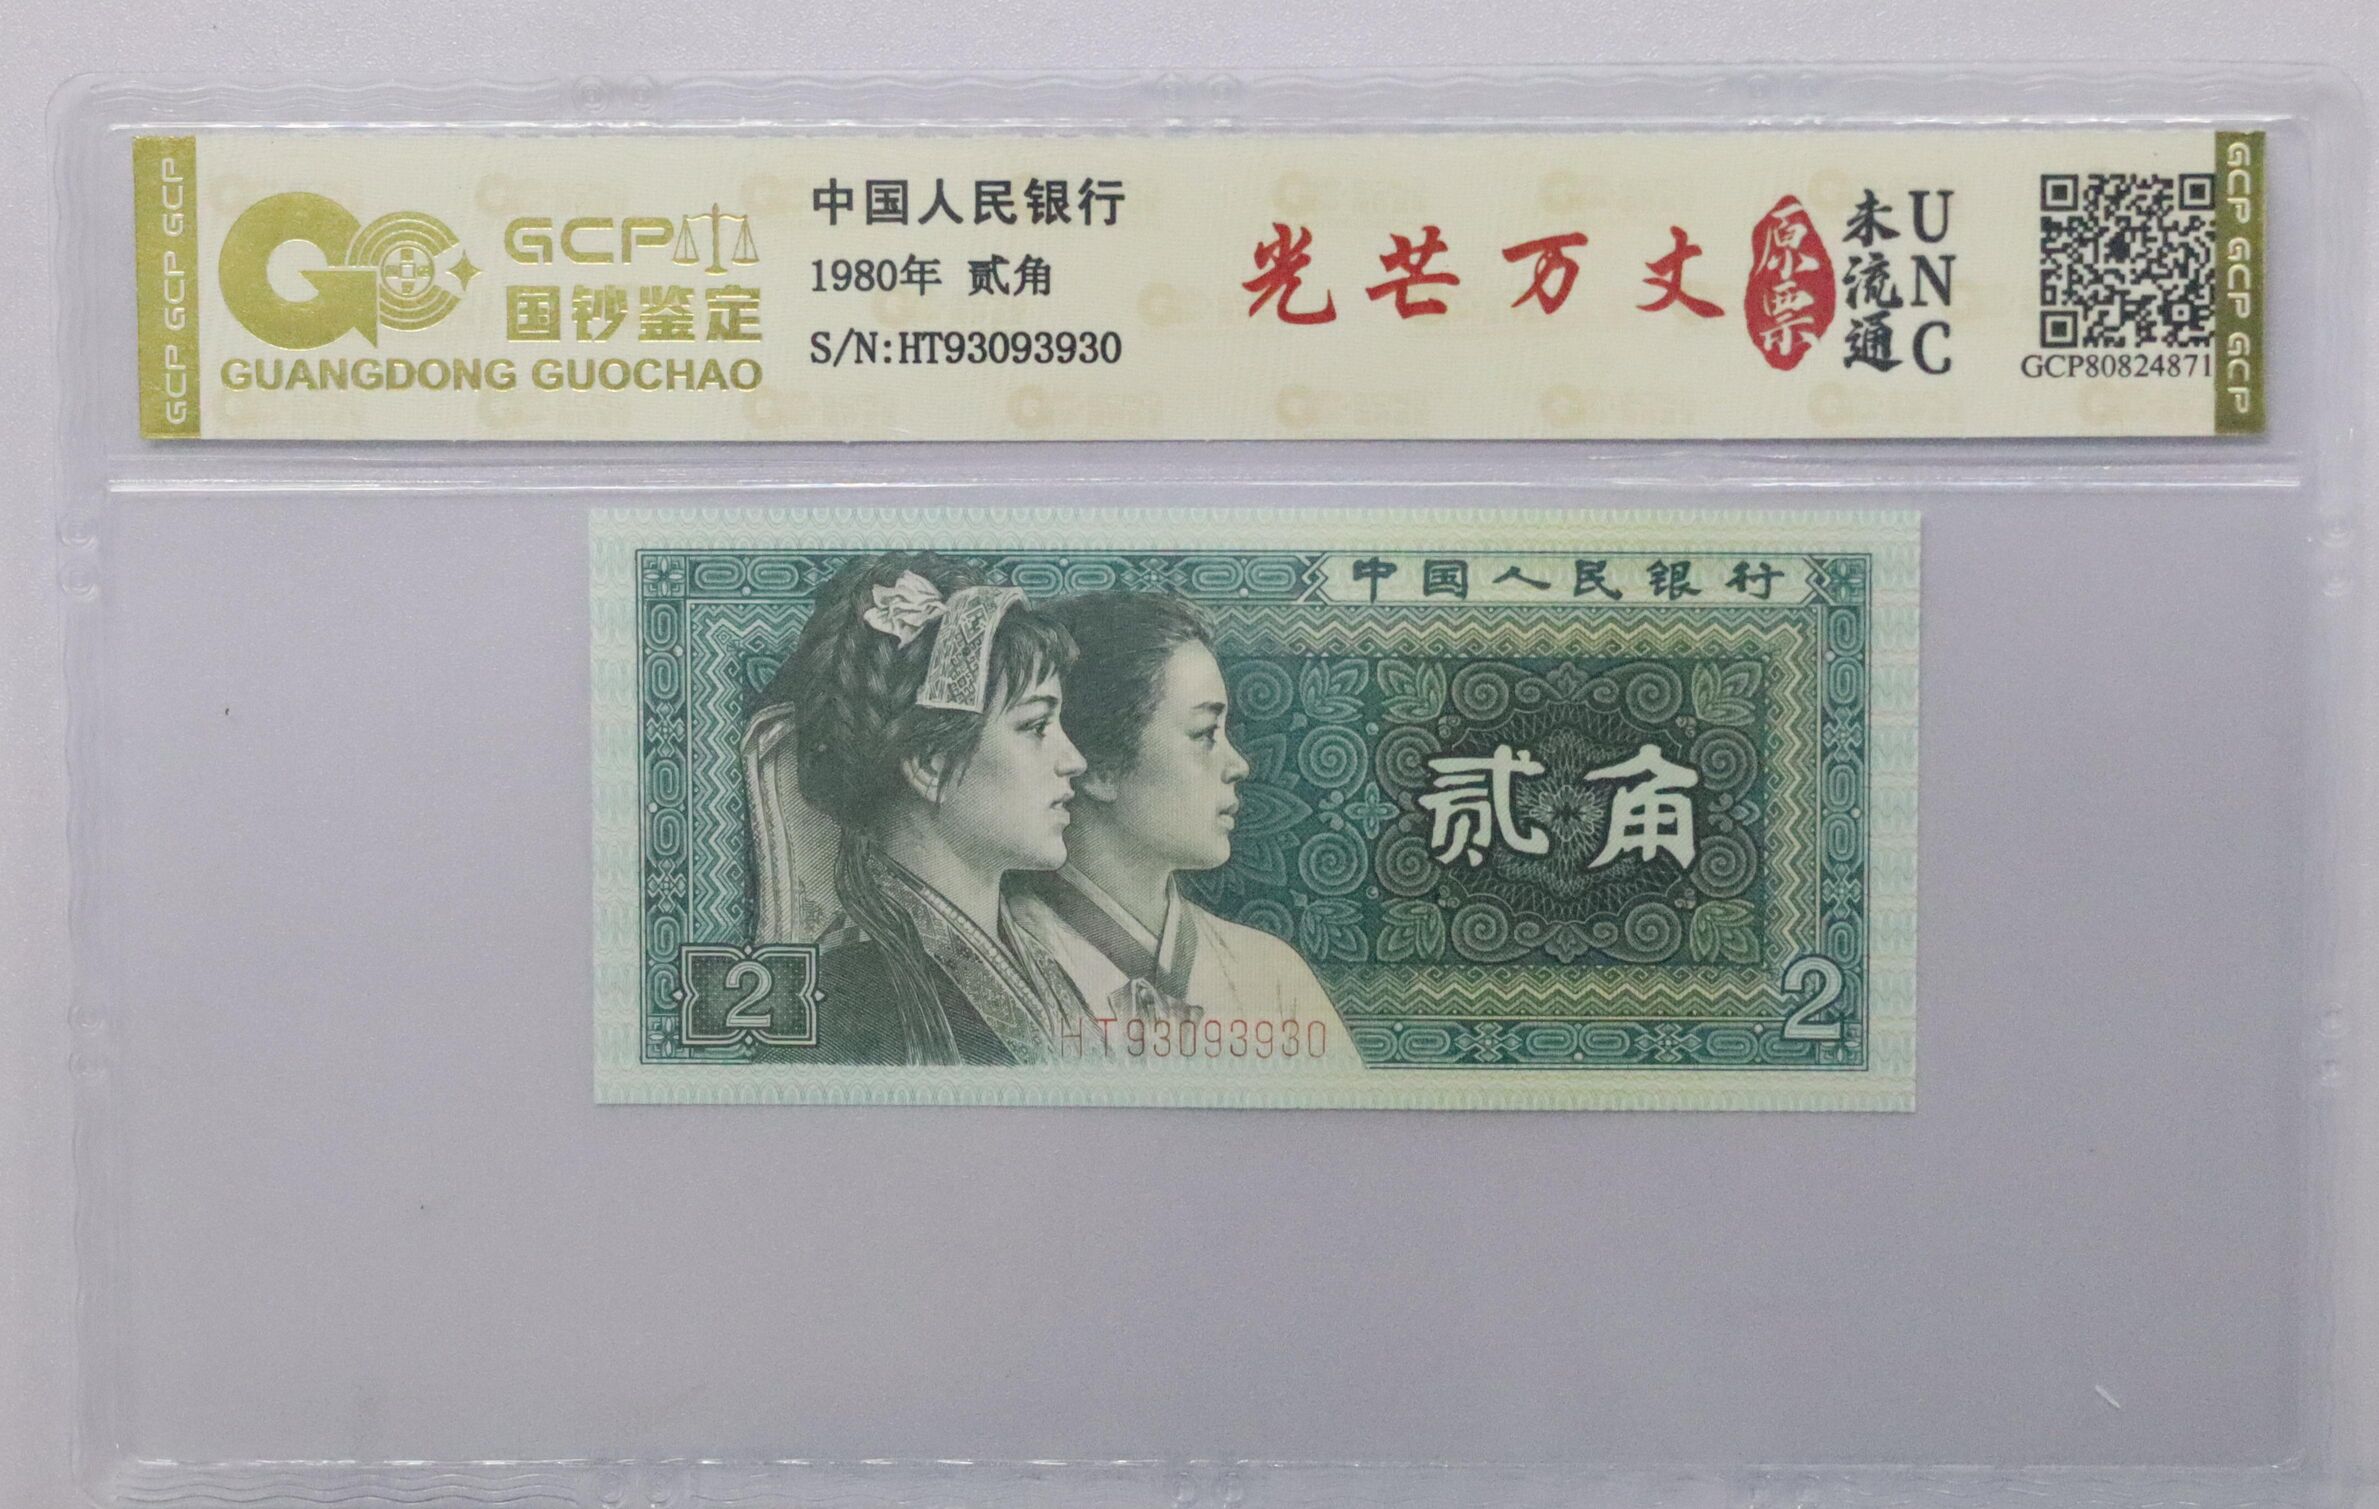 GCP GCP GCP
GCP
国钞鉴定
GUANGDONG GUOCHAO
中国人民银行
1980年 贰角
S/N:HT93093930
光芒万丈
原票
未流通
UNC
GCP80824871
GCP GCP GCP
中国人民银行
贰角
2
2
HT93093930